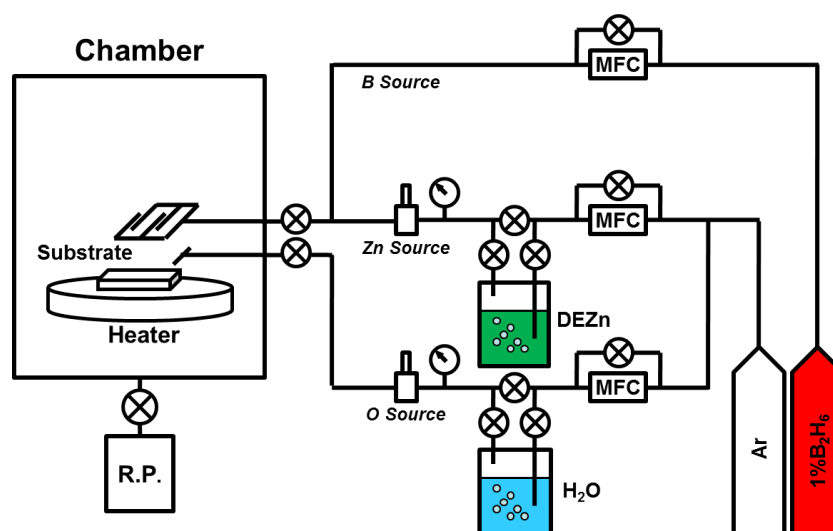 Chamber
MFC
B Source
MFC
Substrate
Zn Source
Heater
DEZn
MFC
O Source
R.P.
H₂O
Ar
1%B₂H₆